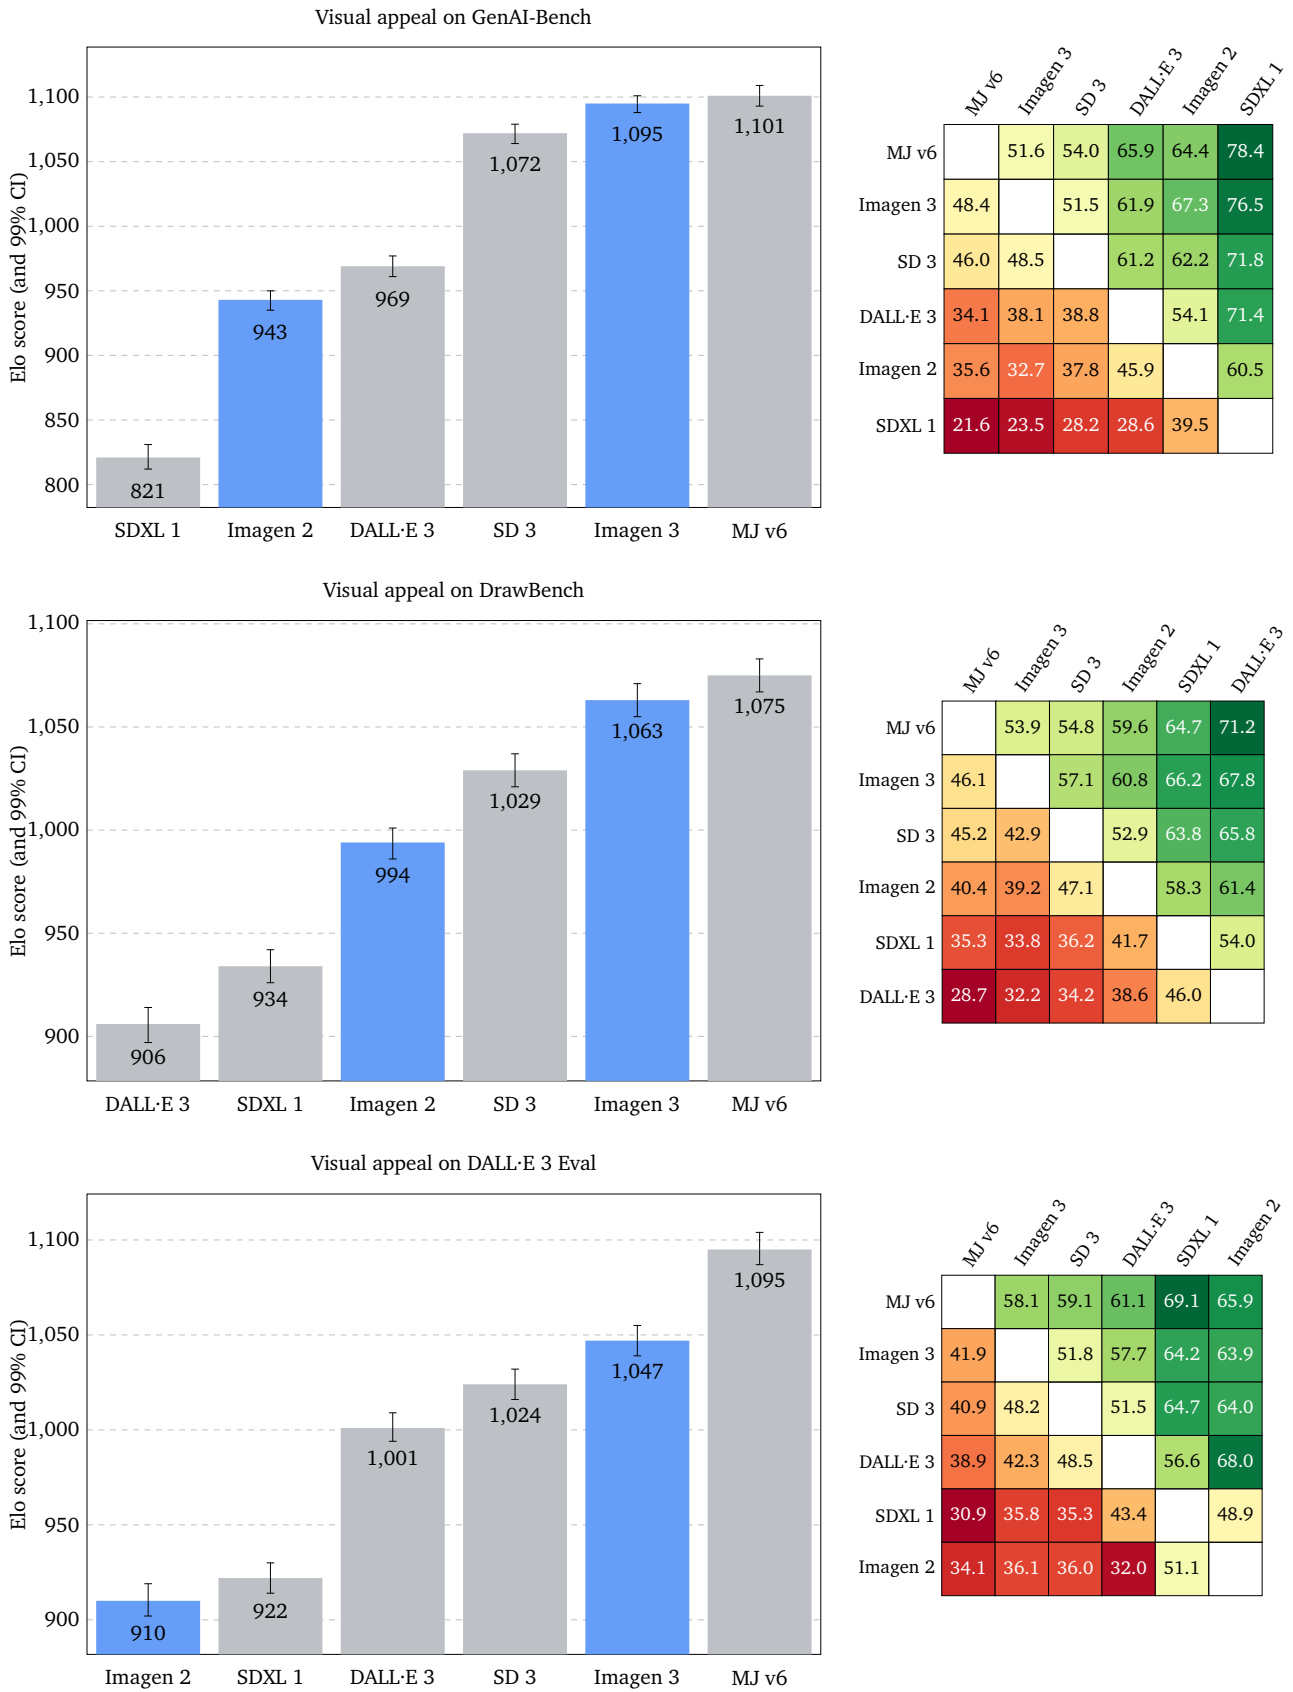 Visual appeal on GenAI-Bench
Elo score (and 99% CI)
1,100
1,050
1,000
950
900
850
800
821
943
969
1,072
1,095
1,101
SDXL 1 Imagen 2 DALL·E 3 SD 3 Imagen 3 MJ v6
MJ v6 Imagen 3 SD 3 DALL·E 3 Imagen 2 SDXL 1
MJ v6 51.6 54.0 65.9 64.4 78.4
Imagen 3 48.4 51.5 61.9 67.3 76.5
SD 3 46.0 48.5 61.2 62.2 71.8
DALL·E 3 34.1 38.1 38.8 54.1 71.4
Imagen 2 35.6 32.7 37.8 45.9 60.5
SDXL 1 21.6 23.5 28.2 28.6 39.5
Visual appeal on DrawBench
Elo score (and 99% CI)
1,100
1,050
1,000
950
900
906
934
994
1,029
1,063
1,075
DALL·E 3 SDXL 1 Imagen 2 SD 3 Imagen 3 MJ v6
MJ v6 Imagen 3 SD 3 Imagen 2 SDXL 1 DALL·E 3
MJ v6 53.9 54.8 59.6 64.7 71.2
Imagen 3 46.1 57.1 60.8 66.2 67.8
SD 3 45.2 42.9 52.9 63.8 65.8
Imagen 2 40.4 39.2 47.1 58.3 61.4
SDXL 1 35.3 33.8 36.2 41.7 54.0
DALL·E 3 28.7 32.2 34.2 38.6 46.0
Visual appeal on DALL·E 3 Eval
Elo score (and 99% CI)
1,100
1,050
1,000
950
900
910
922
1,001
1,024
1,047
1,095
Imagen 2 SDXL 1 DALL·E 3 SD 3 Imagen 3 MJ v6
MJ v6 Imagen 3 SD 3 DALL·E 3 SDXL 1 Imagen 2
MJ v6 58.1 59.1 61.1 69.1 65.9
Imagen 3 41.9 51.8 57.7 64.2 63.9
SD 3 40.9 48.2 51.5 64.7 64.0
DALL·E 3 38.9 42.3 48.5 56.6 68.0
SDXL 1 30.9 35.8 35.3 43.4 48.9
Imagen 2 34.1 36.1 36.0 32.0 51.1